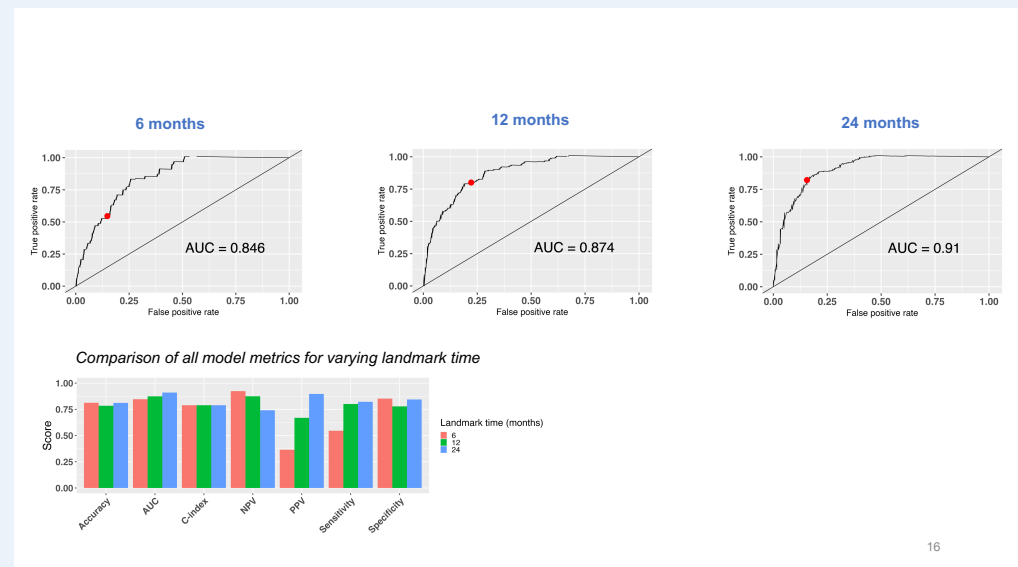 6 months
12 months
24 months
1.00
0.75
0.50
0.25
0.00
True positive rate
AUC = 0.846
0.00 0.25 0.50 0.75 1.00
False positive rate
1.00
0.75
0.50
0.25
0.00
True positive rate
AUC = 0.874
0.00 0.25 0.50 0.75 1.00
False positive rate
1.00
0.75
0.50
0.25
0.00
True positive rate
AUC = 0.91
0.00 0.25 0.50 0.75 1.00
False positive rate
Comparison of all model metrics for varying landmark time
1.00
0.75
0.50
0.25
0.00
Score
Accuracy
AUC
C-index
NPV
PPV
Sensitivity
Specificity
Landmark time (months)
6
12
24
16